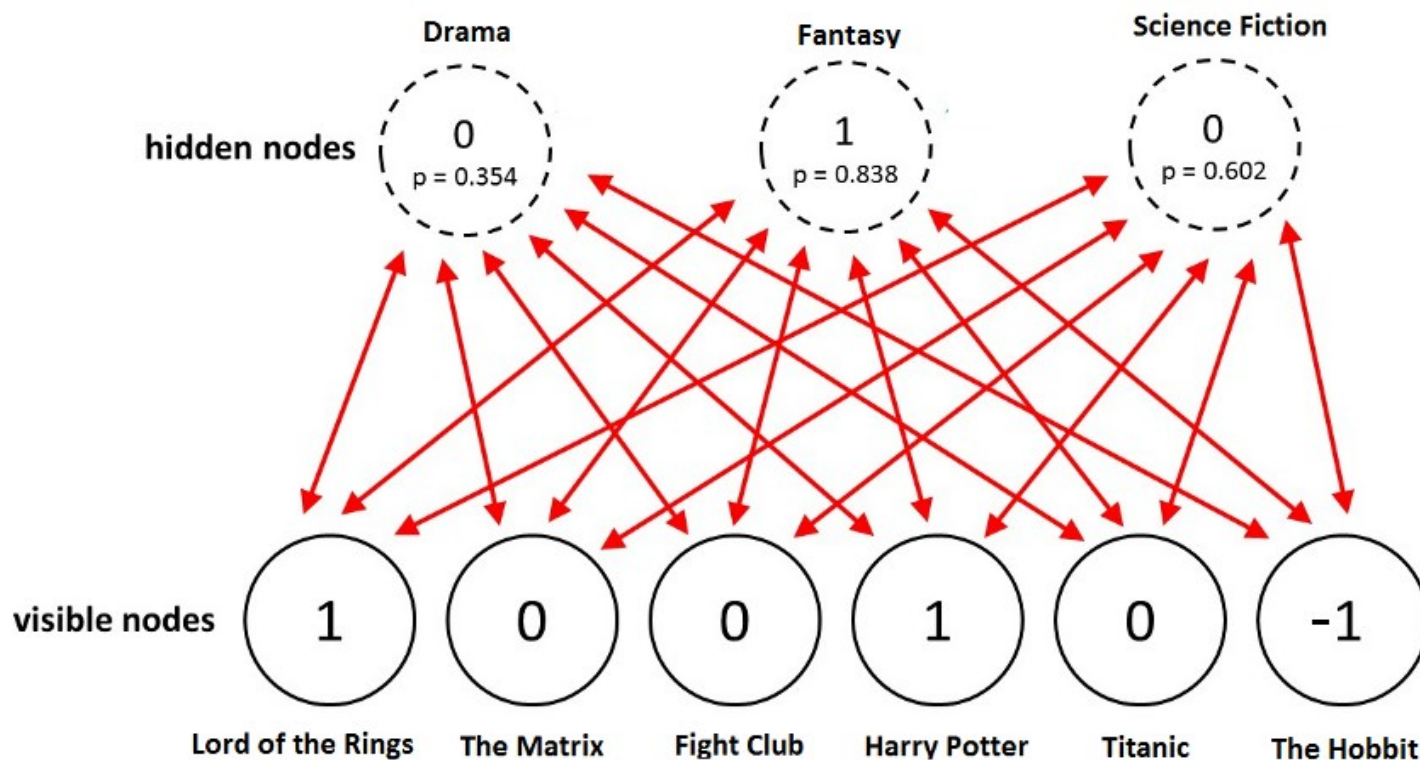 Drama
Fantasy
Science Fiction
hidden nodes
0
p = 0.354
1
p = 0.838
0
p = 0.602
visible nodes
1
0
0
1
0
-1
Lord of the Rings
The Matrix
Fight Club
Harry Potter
Titanic
The Hobbit